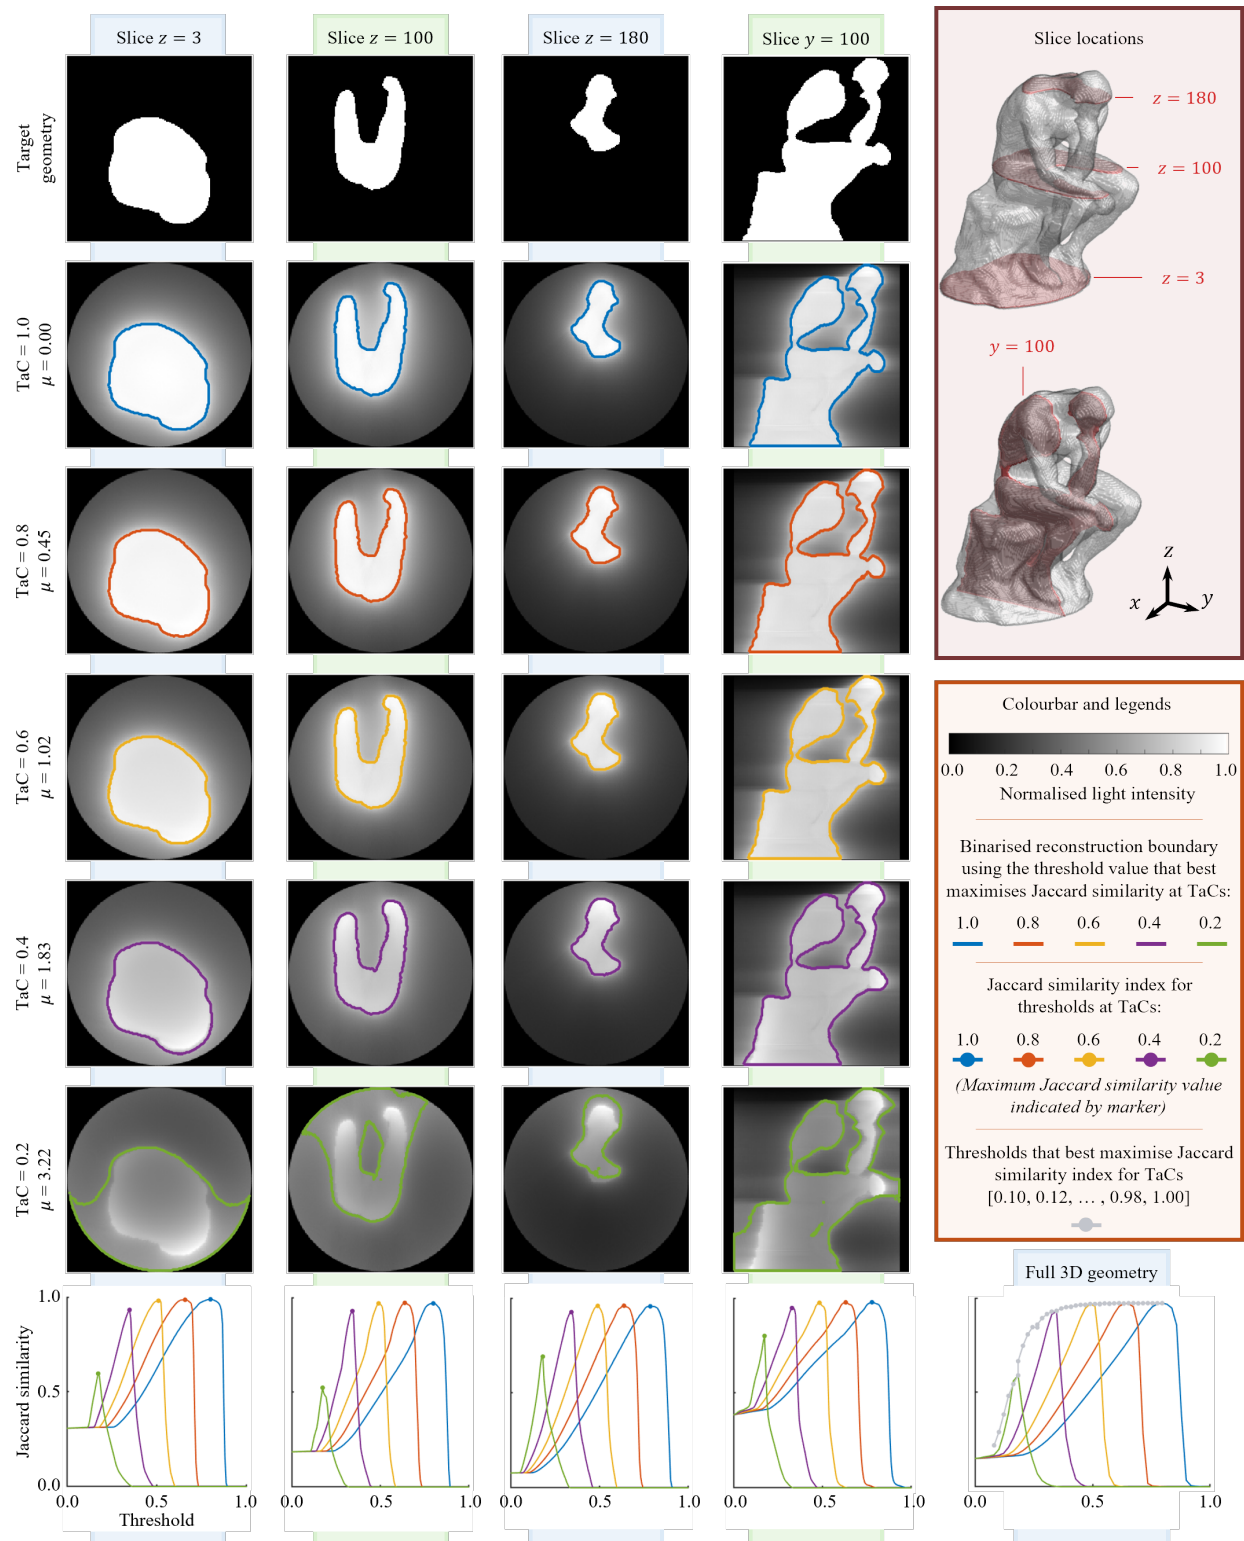 Slice z = 3
Slice z = 100
Slice z = 180
Slice y = 100
Target
geometry
TaC = 1.0
μ = 0.00
TaC = 0.8
μ = 0.45
TaC = 0.6
μ = 1.02
TaC = 0.4
μ = 1.83
TaC = 0.2
μ = 3.22
Slice locations
z = 180
z = 100
z = 3
y = 100
z
x
y
Colourbar and legends
0.0 0.2 0.4 0.6 0.8 1.0
Normalised light intensity
Binarised reconstruction boundary
using the threshold value that best
maximises Jaccard similarity at TaCs:
1.0 0.8 0.6 0.4 0.2
Jaccard similarity index for
thresholds at TaCs:
1.0 0.8 0.6 0.4 0.2
(Maximum Jaccard similarity value
indicated by marker)
Thresholds that best maximise Jaccard
similarity index for TaCs
[0.10, 0.12, … , 0.98, 1.00]
Full 3D geometry
Jaccard similarity
1.0
0.5
0.0
0.0 0.5 1.0
Threshold
0.0 0.5 1.0
0.0 0.5 1.0
0.0 0.5 1.0
0.0 0.5 1.0